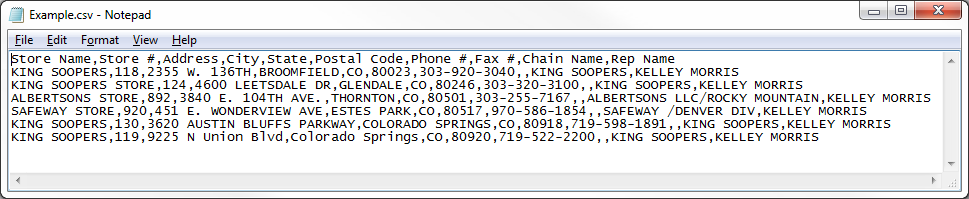 Example.csv - Notepad
File Edit Format View Help
Store Name,Store #,Address,City,State,Postal Code,Phone #,Fax #,Chain Name,Rep Name
KING SOOPERS,118,2355 W. 136TH,BROOMFIELD,CO,80023,303-920-3040,,KING SOOPERS,KELLEY MORRIS
KING SOOPERS STORE,124,4600 LEETSDALE DR,GLENDALE,CO,80246,303-320-3100,,KING SOOPERS,KELLEY MORRIS
ALBERTSONS STORE,892,3840 E. 104TH AVE.,THORNTON,CO,80501,303-255-7167,,ALBERTSONS LLC/ROCKY MOUNTAIN,KELLEY MORRIS
SAFEWAY STORE,920,451 E. WONDERVIEW AVE,ESTES PARK,CO,80517,970-586-1854,,SAFEWAY /DENVER DIV,KELLEY MORRIS
KING SOOPERS,130,3620 AUSTIN BLUFFS PARKWAY,COLORADO SPRINGS,CO,80918,719-598-1891,,KING SOOPERS,KELLEY MORRIS
KING SOOPERS,119,9225 N Union Blvd,Colorado Springs,CO,80920,719-522-2200,,KING SOOPERS,KELLEY MORRIS